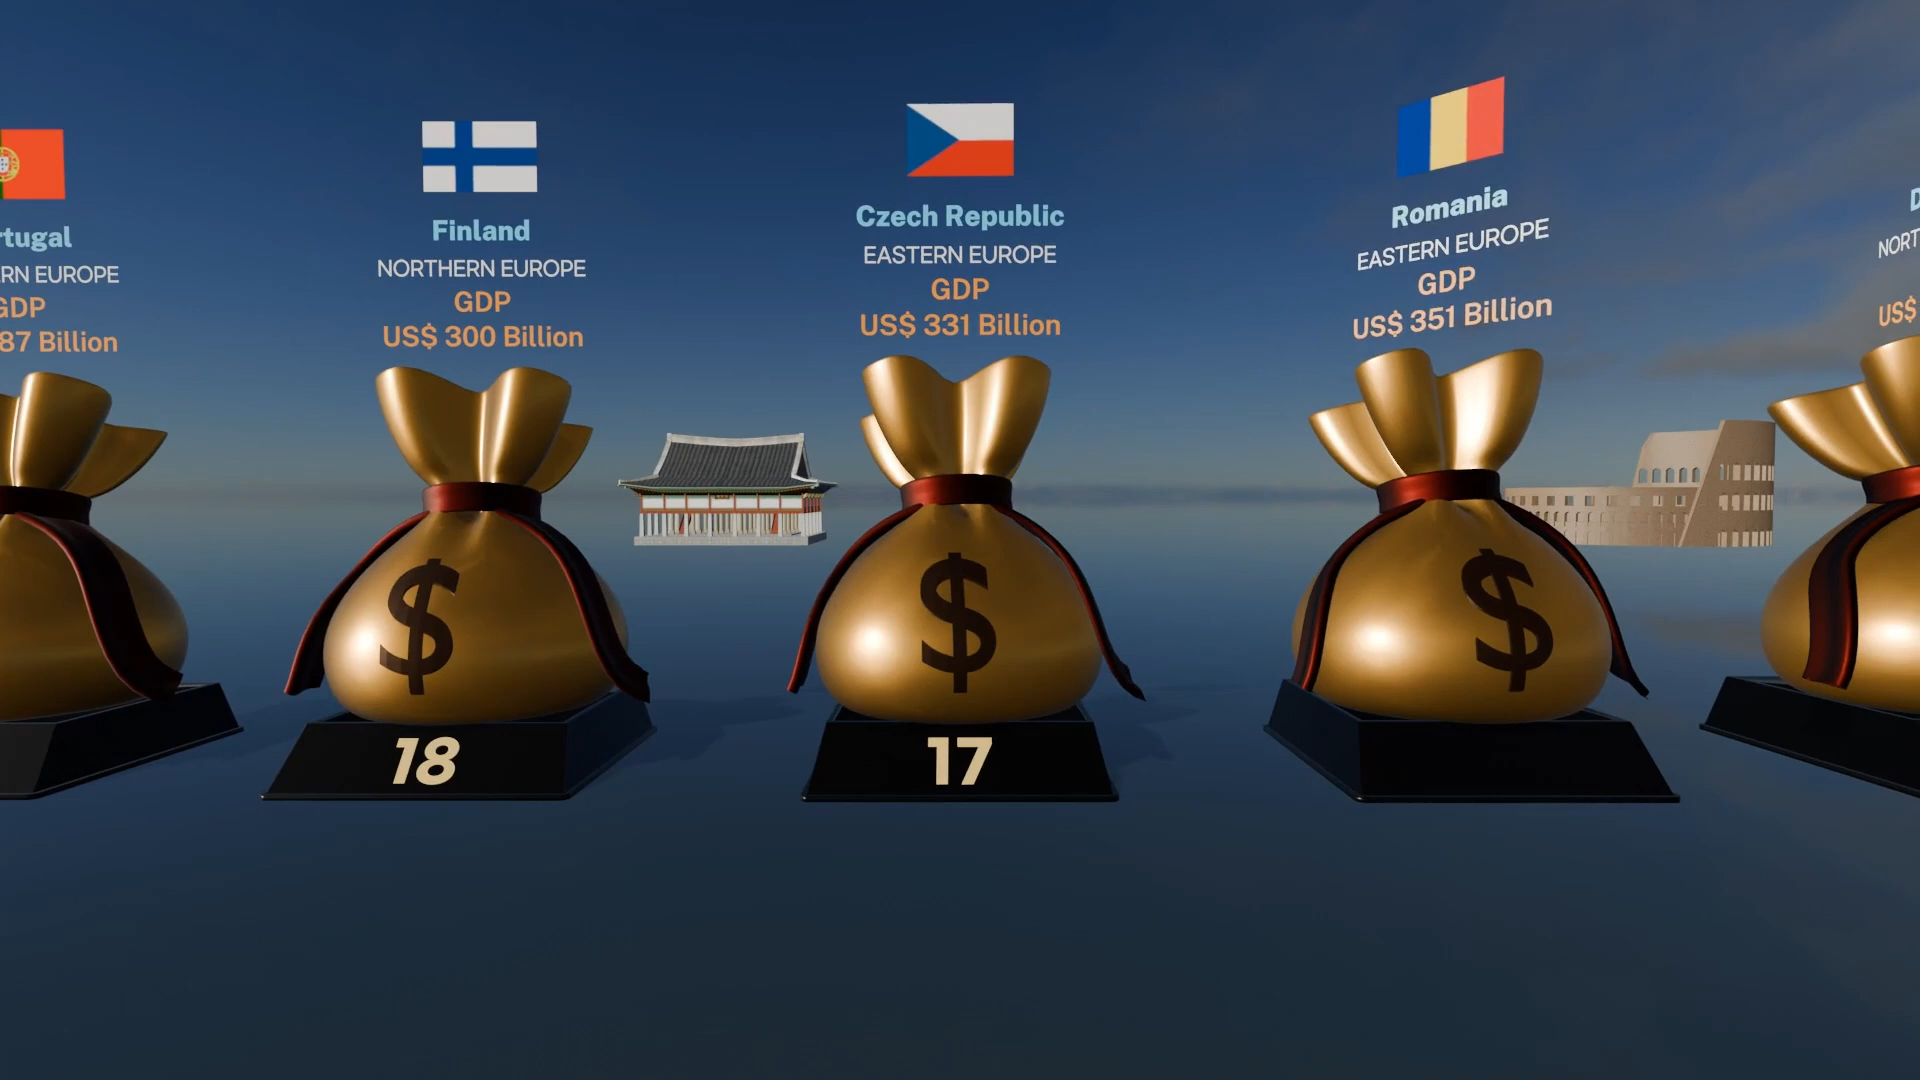 RN EUROPE
GDP
87 Billion
Finland
NORTHERN EUROPE
GDP
US$ 300 Billion
$
18
Czech Republic
EASTERN EUROPE
GDP
US$ 331 Billion
$
17
Romania
EASTERN EUROPE
GDP
US$ 351 Billion
$
NORT
US$